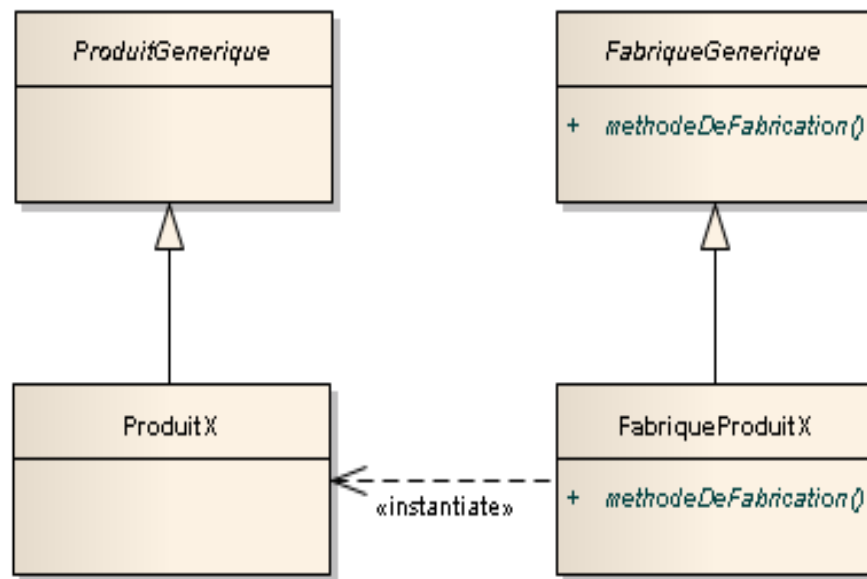 ProduitGenerique
FabriqueGenerique
+ methodeDeFabrication()
ProduitX
FabriqueProduitX
«instantiate»
+ methodeDeFabrication()